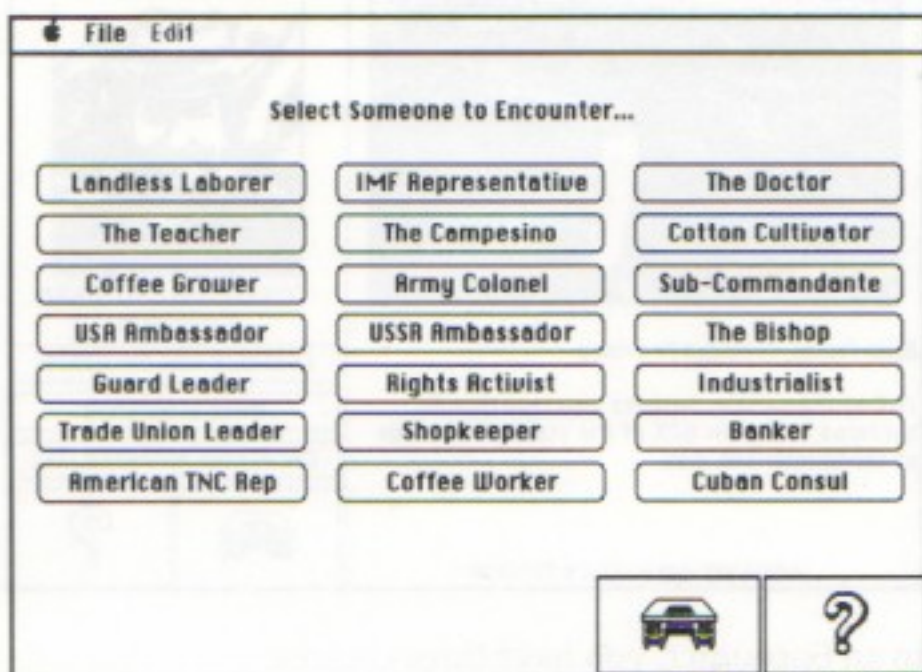 File Edit
Select Someone to Encounter...
Landless Laborer IMF Representative The Doctor
The Teacher The Campesino Cotton Cultivator
Coffee Grower Army Colonel Sub-Commandante
USA Ambassador USSR Ambassador The Bishop
Guard Leader Rights Activist Industrialist
Trade Union Leader Shopkeeper Banker
American TNC Rep Coffee Worker Cuban Consul
?